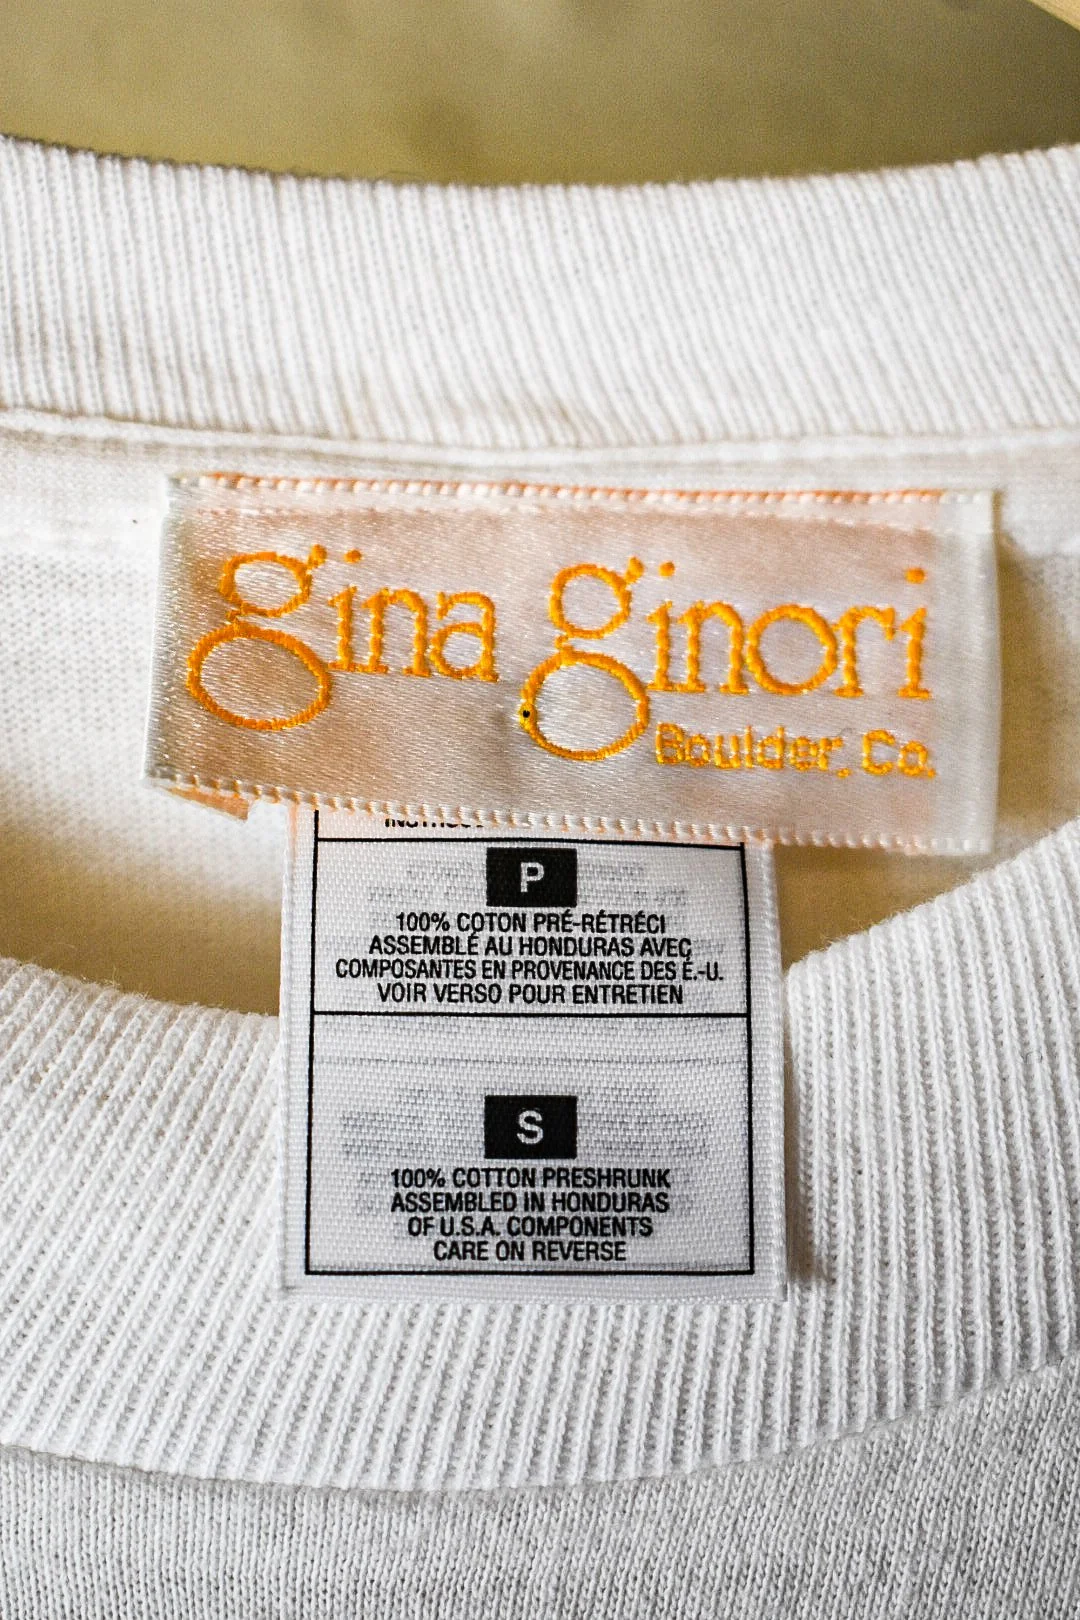 gina ginori
Boulder, Co.
P
100% COTON PRÉ-RÉTRÉCI
ASSEMBLÉ AU HONDURAS AVEC
COMPOSANTES EN PROVENANCE DES É.-U.
VOIR VERSO POUR ENTRETIEN
S
100% COTTON PRESHRUNK
ASSEMBLED IN HONDURAS
OF U.S.A. COMPONENTS
CARE ON REVERSE